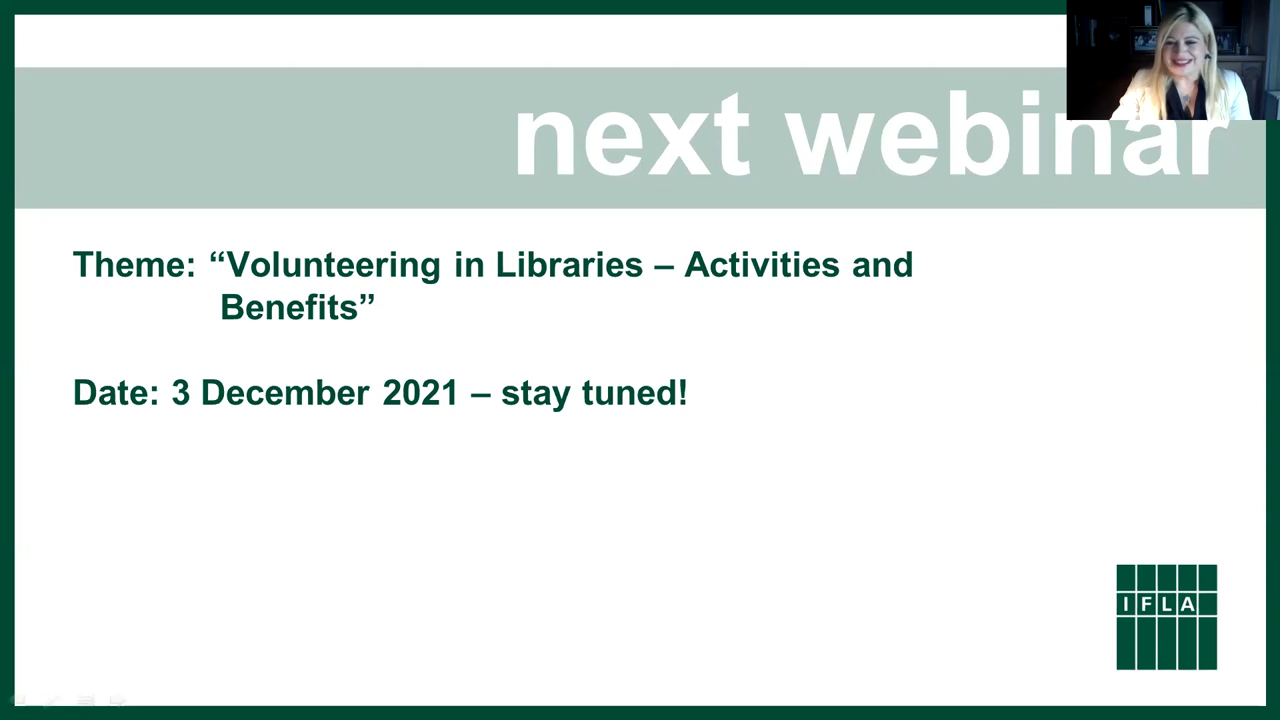 next webinar
Theme: “Volunteering in Libraries – Activities and
Benefits”
Date: 3 December 2021 – stay tuned!
IFLA